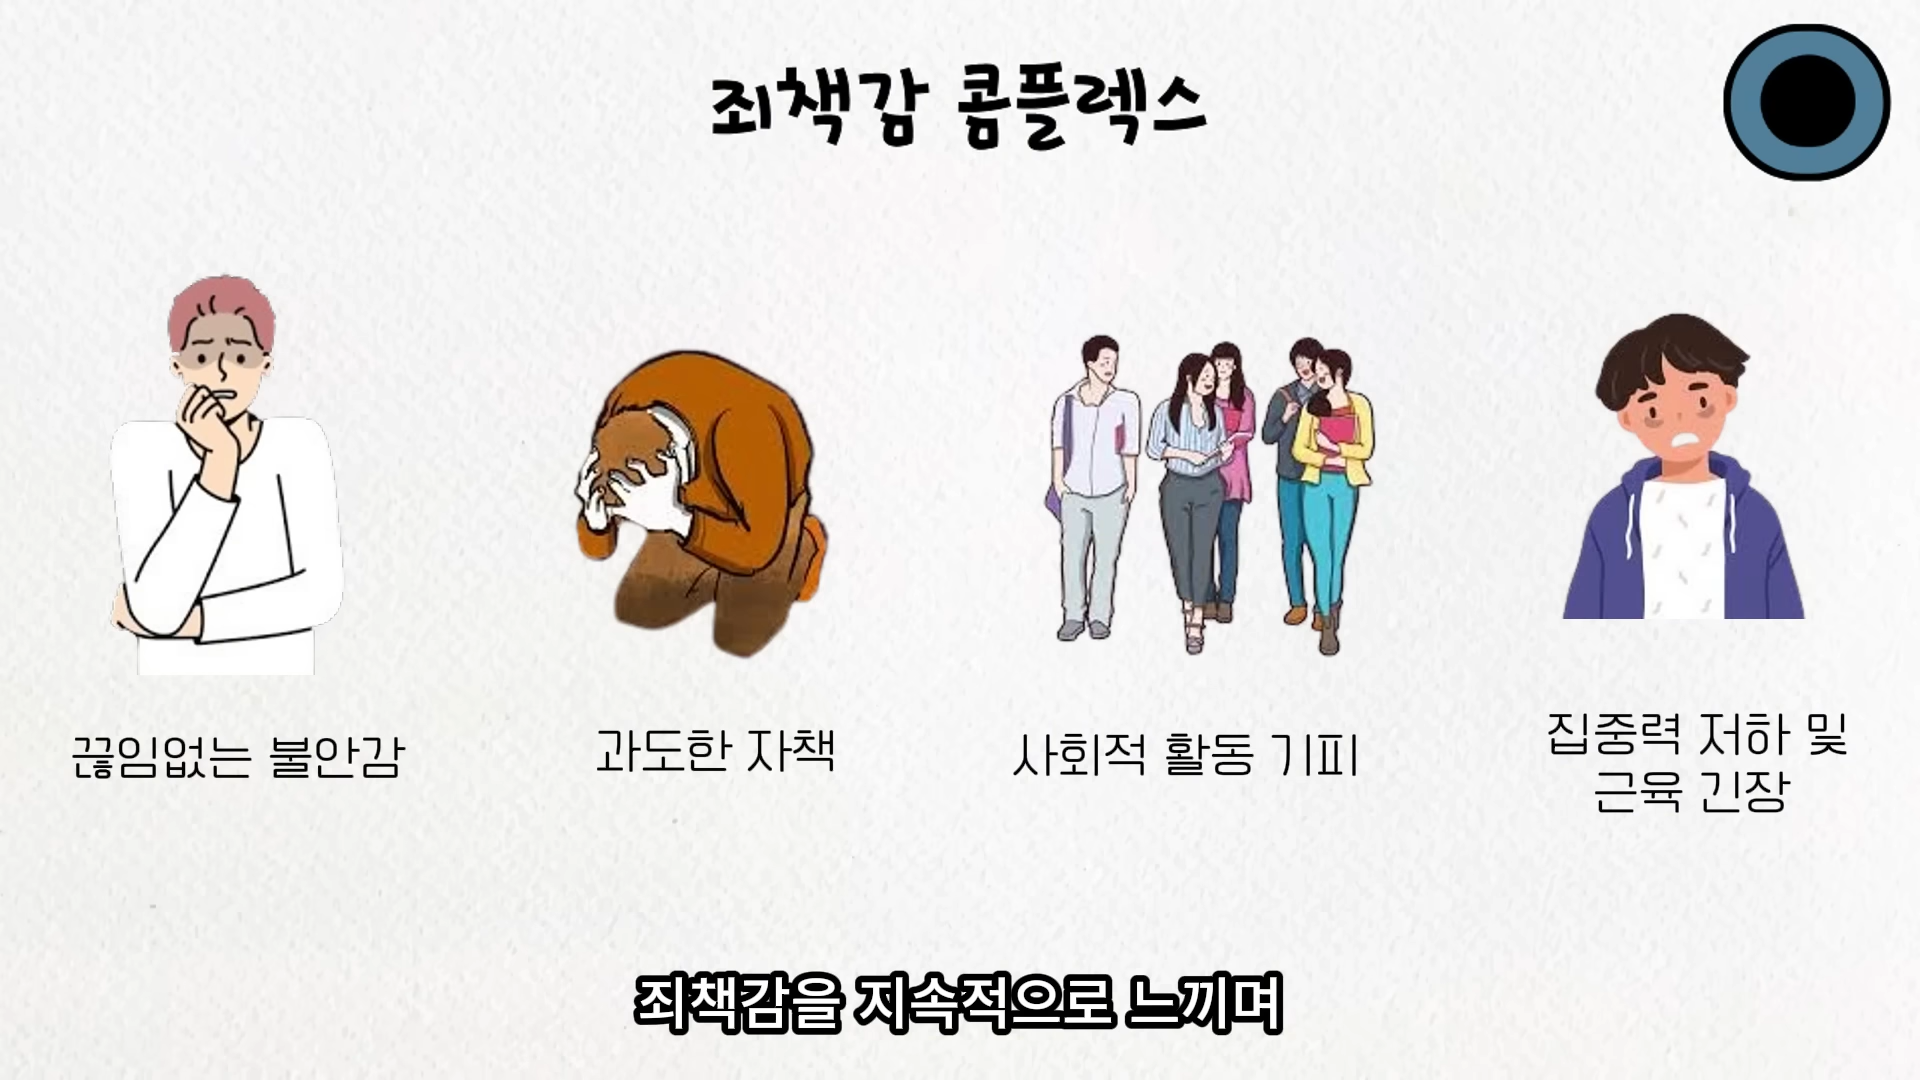 죄책감 콤플렉스
끊임없는 불안감
과도한 자책
사회적 활동 기피
집중력 저하 및
근육 긴장
죄책감을 지속적으로 느끼며